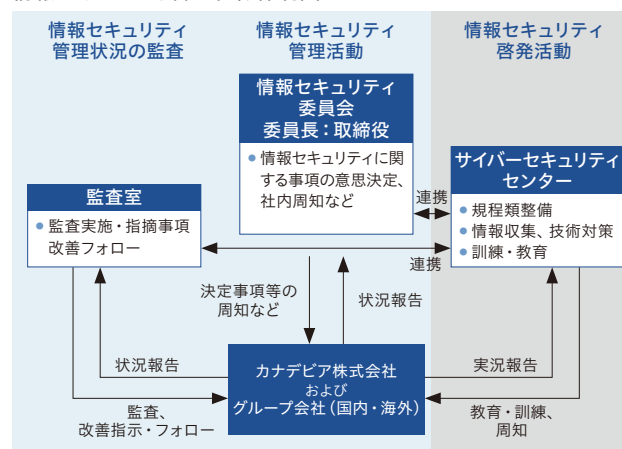 情報セキュリティ
管理状況の監査
情報セキュリティ
管理活動
情報セキュリティ
啓発活動
情報セキュリティ
委員会
委員長：取締役
● 情報セキュリティに関
する事項の意思決定、
社内周知など
サイバーセキュリティ
センター
● 規程類整備
● 情報収集、技術対策
● 訓練・教育
監査室
● 監査実施・指摘事項
改善フォロー
連携
連携
決定事項等の
周知など
状況報告
状況報告
実況報告
カナデビア株式会社
および
グループ会社（国内・海外）
監査、
改善指示・フォロー
教育・訓練、
周知